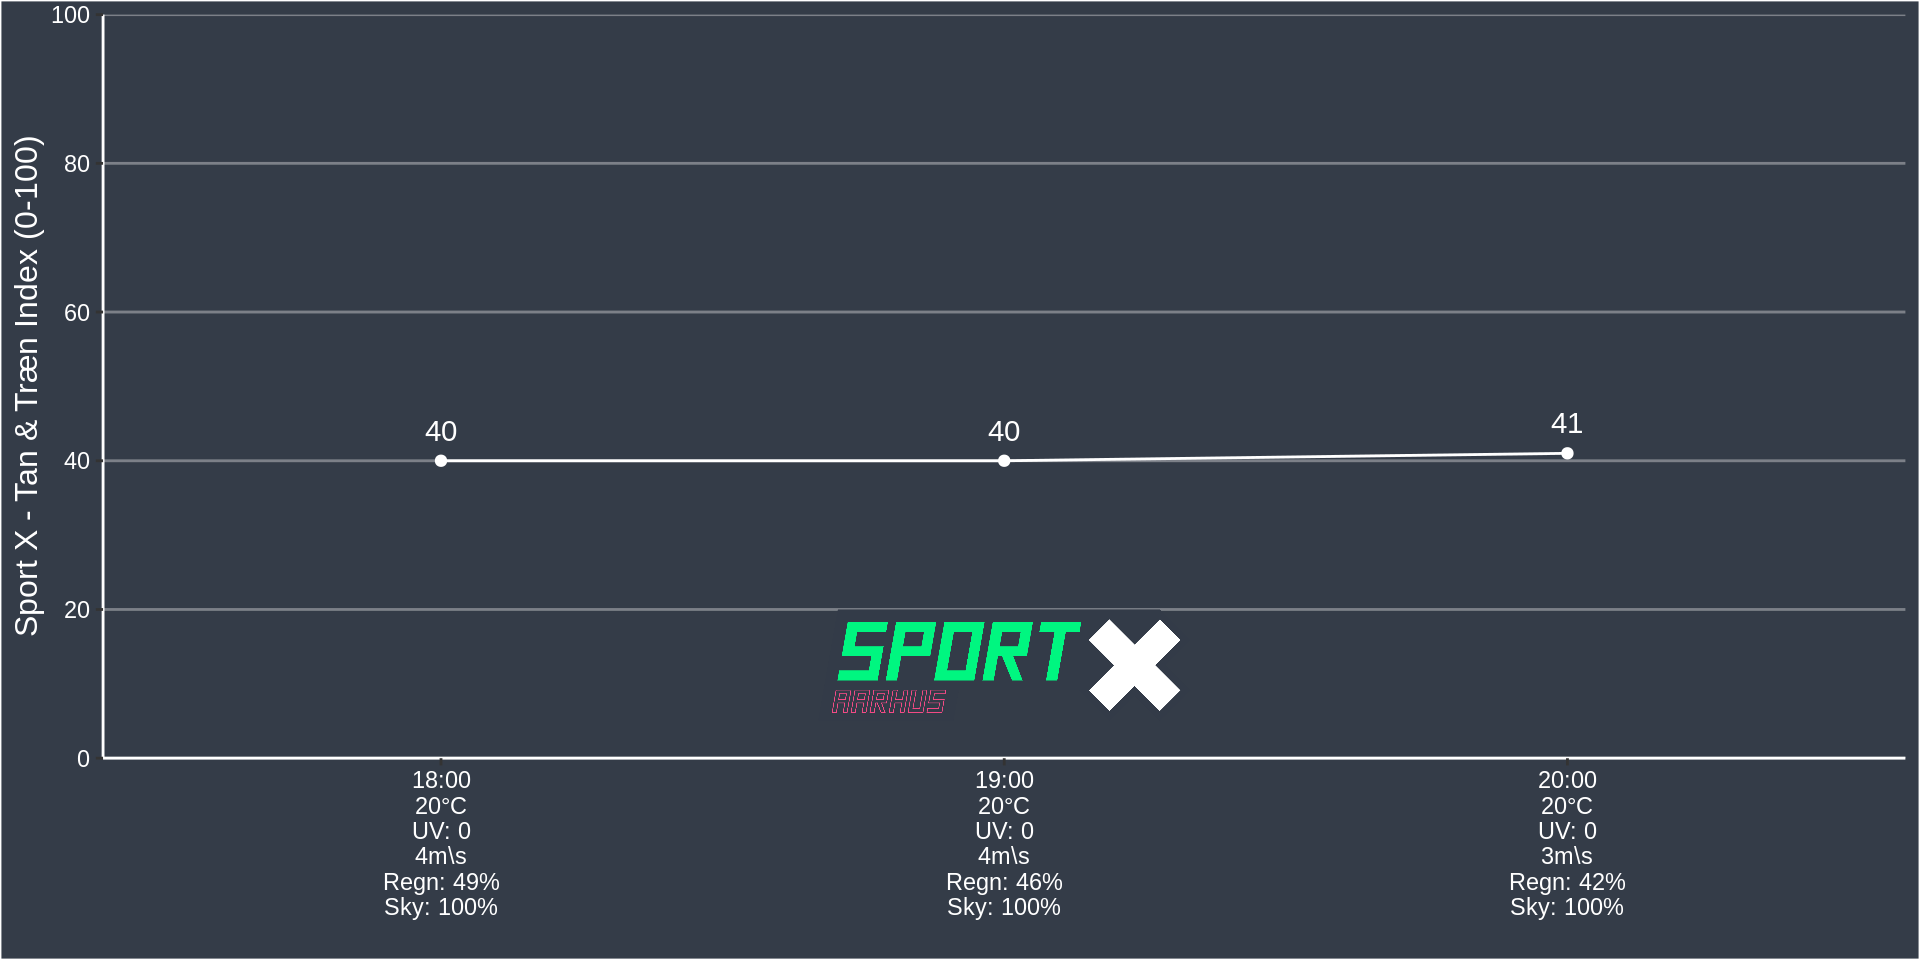 Sport X - Tan & Træn Index (0-100)
100
80
60
40
20
0
40
40
41
SPORT X
AARHUS
18:00
20°C
UV: 0
4m\s
Regn: 49%
Sky: 100%
19:00
20°C
UV: 0
4m\s
Regn: 46%
Sky: 100%
20:00
20°C
UV: 0
3m\s
Regn: 42%
Sky: 100%